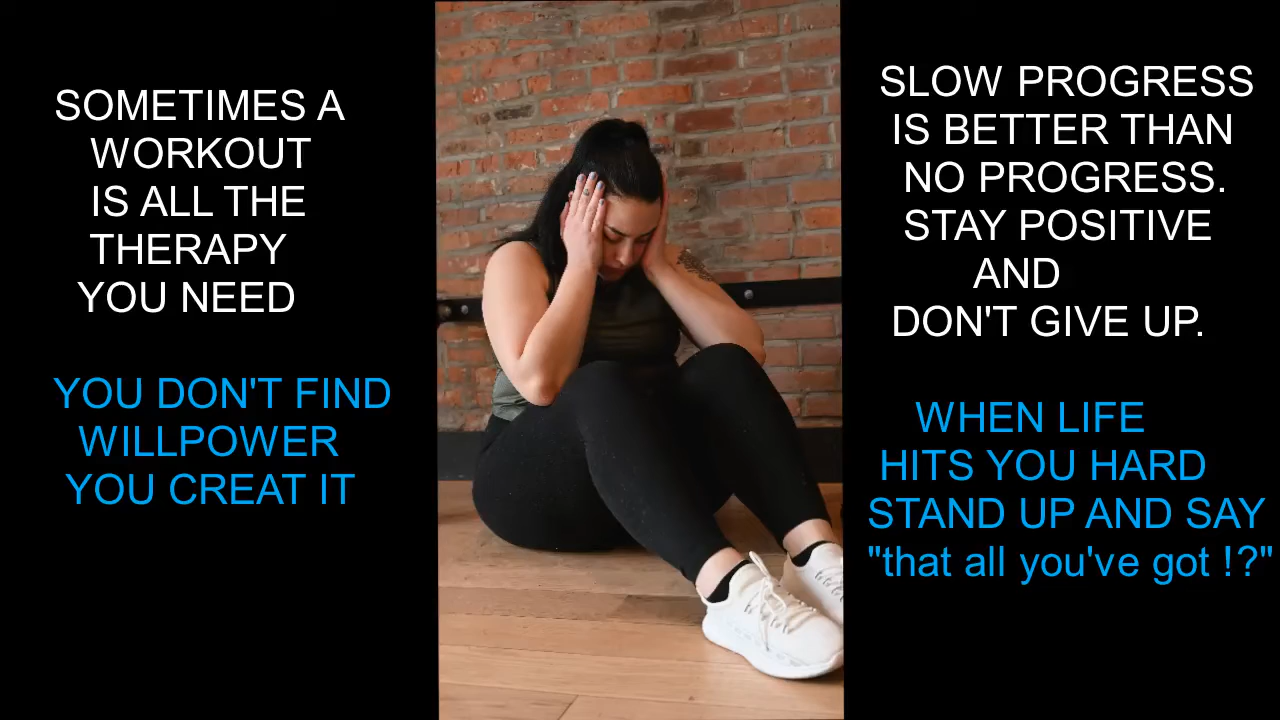 SOMETIMES A
WORKOUT
IS ALL THE
THERAPY
YOU NEED
YOU DON'T FIND
WILLPOWER
YOU CREAT IT
SLOW PROGRESS
IS BETTER THAN
NO PROGRESS.
STAY POSITIVE
AND
DON'T GIVE UP.
WHEN LIFE
HITS YOU HARD
STAND UP AND SAY
"that all you've got !?"